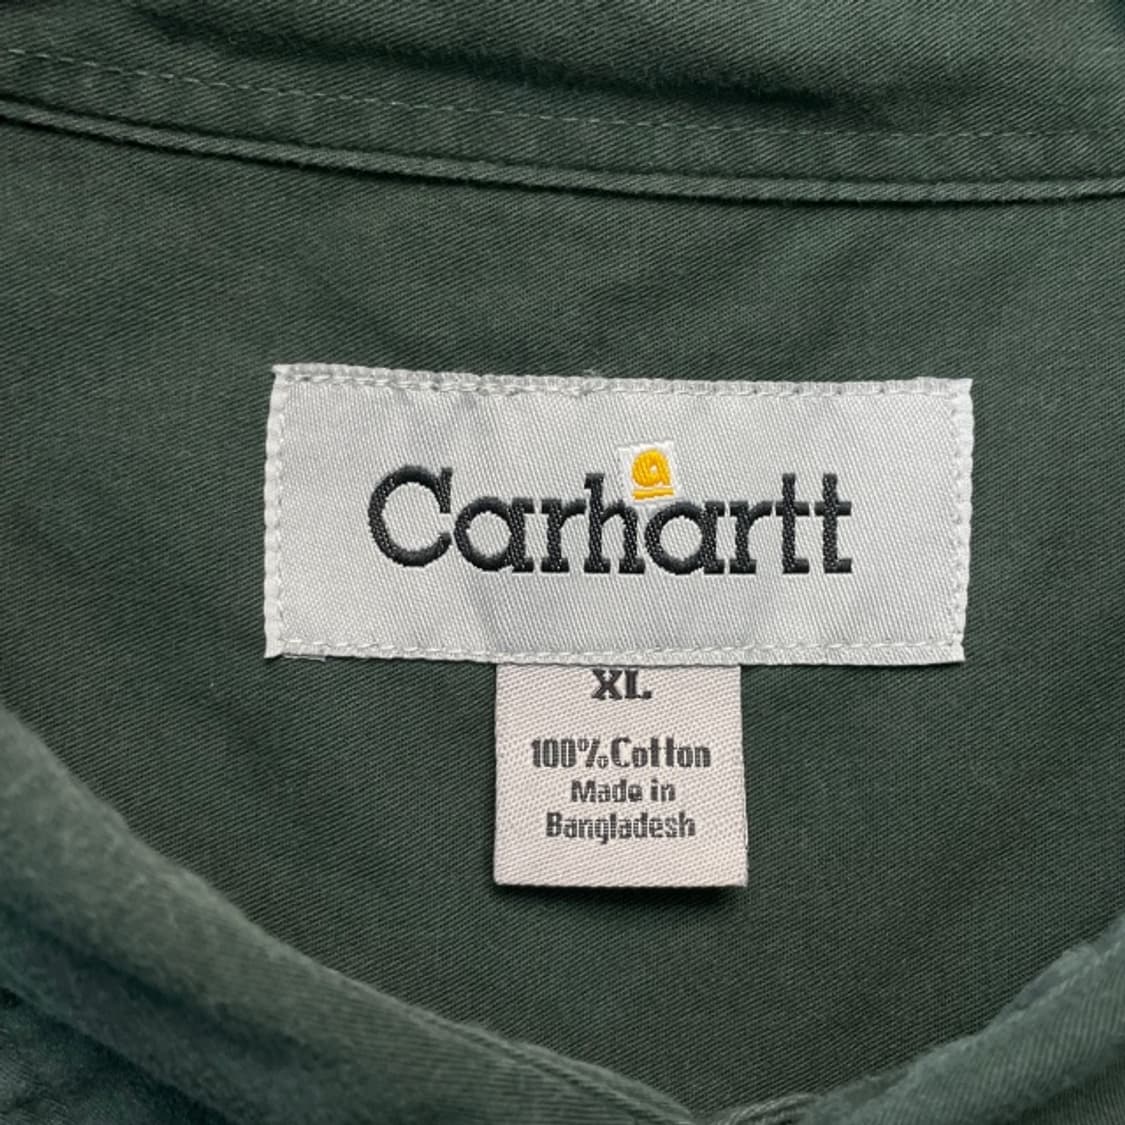 Carhartt
XL
100% Cotton
Made in
Bangladesh